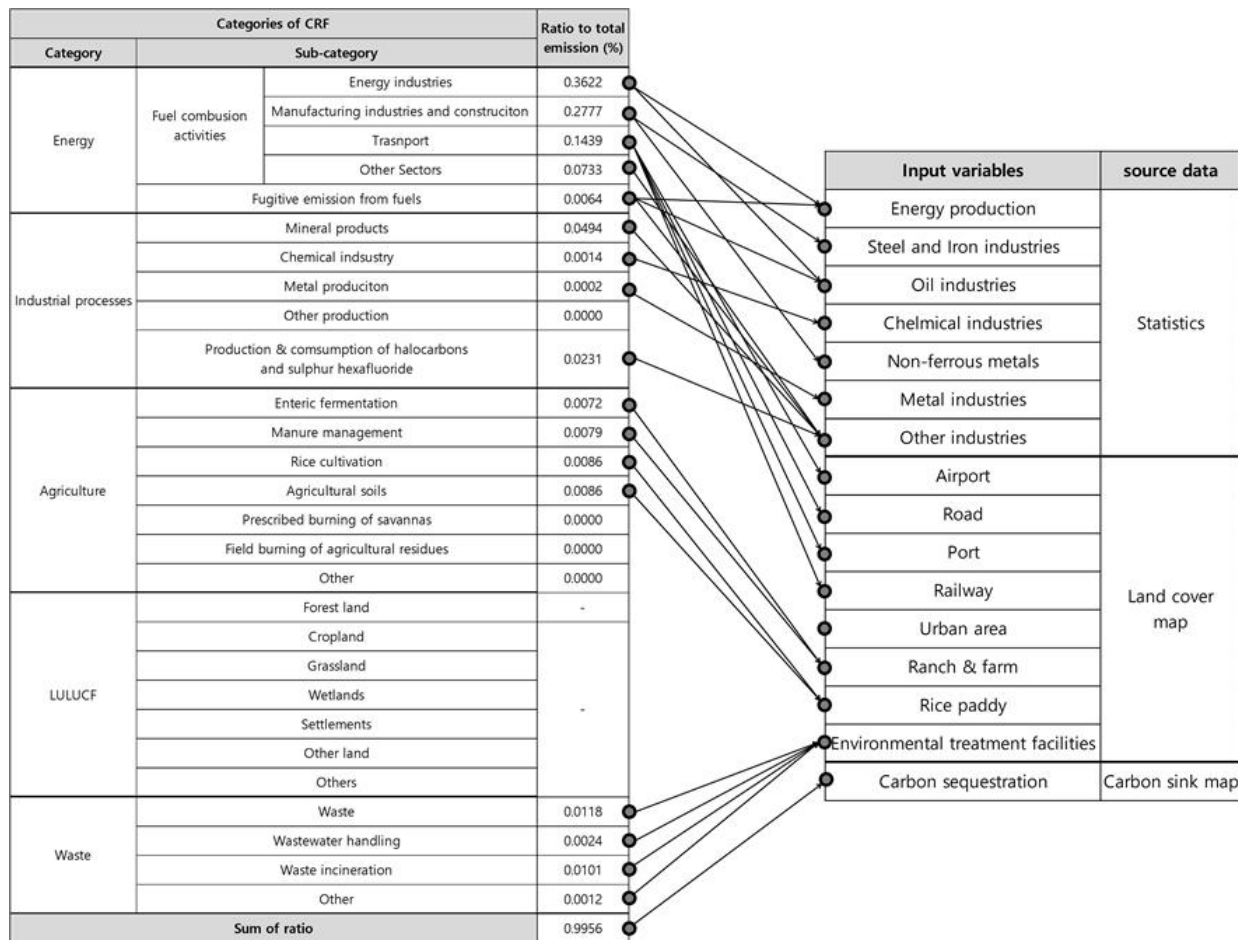 Categories of CRF
Ratio to total
emission (%)
Category
Sub-category
Energy
Fuel combusion
activities
Energy industries
0.3622
Manufacturing industries and construciton
0.2777
Trasnport
0.1439
Other Sectors
0.0733
Fugitive emission from fuels
0.0064
Industrial processes
Mineral products
0.0494
Chemical indsustry
0.0014
Metal produciton
0.0002
Other production
0.0000
Production & comsumption of halocarbons
and sulphur hexafluoride
0.0231
Agriculture
Enteric fermentation
0.0072
Manure management
0.0079
Rice cultivation
0.0086
Agricultural soils
0.0086
Prescribed burning of savannas
0.0000
Field burning of agricultural residues
0.0000
Other
0.0000
LULUCF
Forest land
-
Cropland
Grassland
Wetlands
-
Settlements
Other land
Others
Waste
Waste
0.0118
Wastewater handling
0.0024
Waste incineration
0.0101
Other
0.0012
Sum of ratio
0.9956
Input variables
source data
Energy production
Steel and Iron industries
Oil industries
Chelmical industries
Statistics
Non-ferrous metals
Metal industries
Other industries
Airport
Road
Port
Railway
Land cover
map
Urban area
Ranch & farm
Rice paddy
Environmental treatment facilities
Carbon sequestration
Carbon sink map